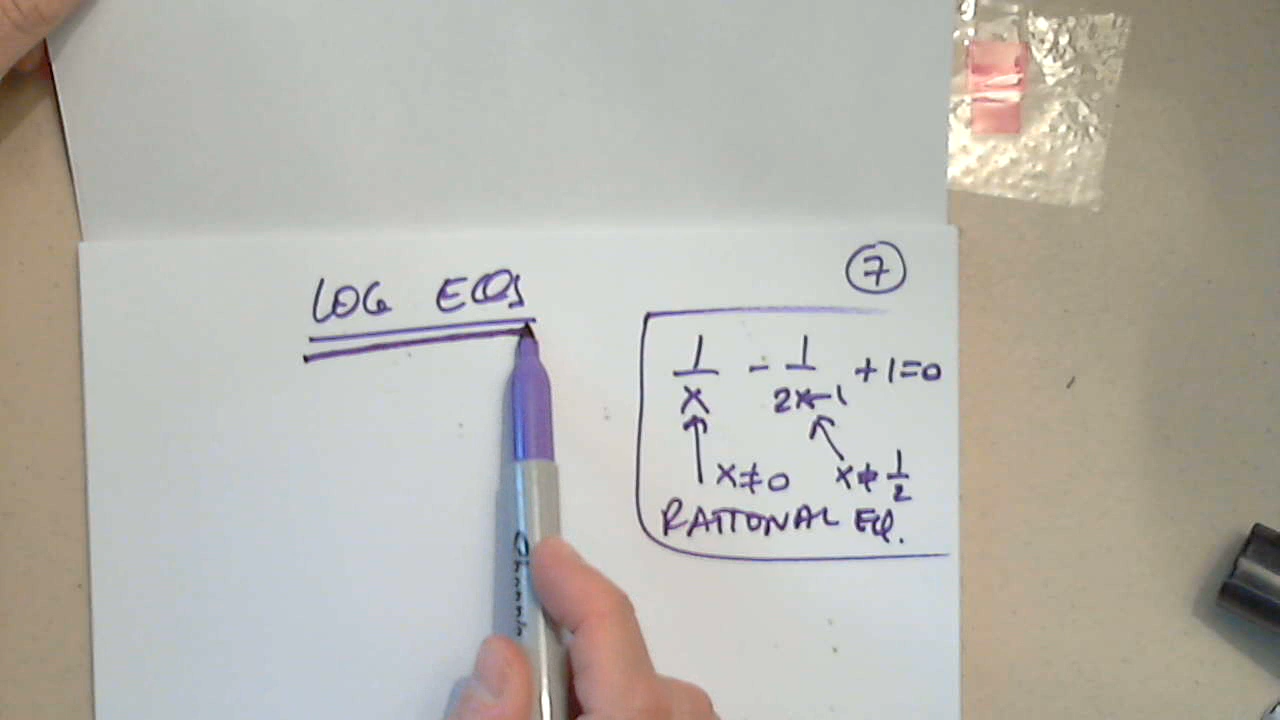 7
LOG EQs
1/x - 1/2x-1 + 1 = 0
x ≠ 0 x ≠ 1/2
RATIONAL EQ.